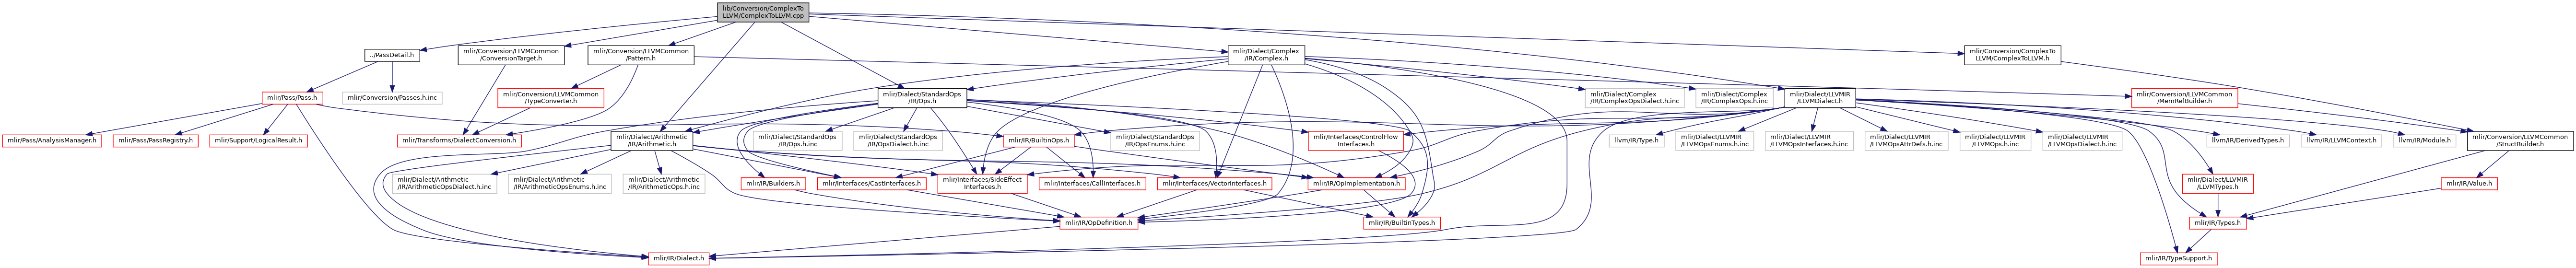 lib/Conversion/ComplexTo
LLVM/ComplexToLLVM.cpp
../PassDetail.h
mlir/Conversion/LLVMCommon
/ConversionTarget.h
mlir/Conversion/LLVMCommon
/Pattern.h
mlir/Dialect/Complex
/IR/Complex.h
mlir/Conversion/ComplexTo
LLVM/ComplexToLLVM.h
mlir/Pass/Pass.h
mlir/Conversion/Passes.h.inc
mlir/Conversion/LLVMCommon
/TypeConverter.h
mlir/Dialect/StandardOps
/IR/Ops.h
mlir/Dialect/Complex
/IR/ComplexOpsDialect.h.inc
mlir/Dialect/Complex
/IR/ComplexOps.h.inc
mlir/Dialect/LLVMIR
/LLVMDialect.h
mlir/Conversion/LLVMCommon
/MemRefBuilder.h
mlir/Pass/AnalysisManager.h
mlir/Pass/PassRegistry.h
mlir/Support/LogicalResult.h
mlir/Transforms/DialectConversion.h
mlir/Dialect/Arithmetic
/IR/Arithmetic.h
mlir/Dialect/StandardOps
/IR/Ops.h.inc
mlir/Dialect/StandardOps
/IR/OpsDialect.h.inc
mlir/IR/BuiltinOps.h
mlir/Dialect/StandardOps
/IR/OpsEnums.h.inc
mlir/Interfaces/ControlFlow
Interfaces.h
llvm/IR/Type.h
mlir/Dialect/LLVMIR
/LLVMOpsEnums.h.inc
mlir/Dialect/LLVMIR
/LLVMOpsInterfaces.h.inc
mlir/Dialect/LLVMIR
/LLVMOpsAttrDefs.h.inc
mlir/Dialect/LLVMIR
/LLVMOps.h.inc
mlir/Dialect/LLVMIR
/LLVMOpsDialect.h.inc
llvm/IR/DerivedTypes.h
llvm/IR/LLVMContext.h
llvm/IR/Module.h
mlir/Conversion/LLVMCommon
/StructBuilder.h
mlir/Dialect/Arithmetic
/IR/ArithmeticOpsDialect.h.inc
mlir/Dialect/Arithmetic
/IR/ArithmeticOpsEnums.h.inc
mlir/Dialect/Arithmetic
/IR/ArithmeticOps.h.inc
mlir/IR/Builders.h
mlir/Interfaces/CastInterfaces.h
mlir/Interfaces/SideEffect
Interfaces.h
mlir/Interfaces/CallInterfaces.h
mlir/Interfaces/VectorInterfaces.h
mlir/IR/OpImplementation.h
mlir/Dialect/LLVMIR
/LLVMTypes.h
mlir/IR/Value.h
mlir/IR/OpDefinition.h
mlir/IR/BuiltinTypes.h
mlir/IR/Types.h
mlir/IR/Dialect.h
mlir/IR/TypeSupport.h